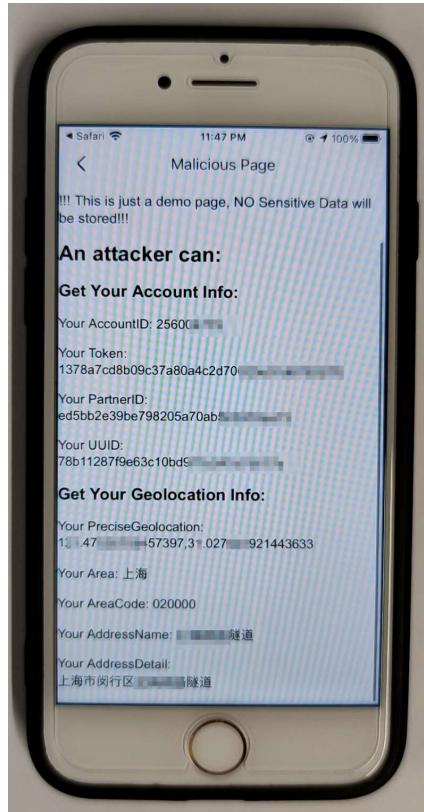 Safari
11:47 PM
100%
Malicious Page
!!! This is just a demo page, NO Sensitive Data will
be stored!!!
An attacker can:
Get Your Account Info:
Your AccountID: 25600
Your Token:
1378a7cd8b09c37a80a4c2d70
Your PartnerID:
ed5bb2e39be798205a70ab
Your UUID:
78b11287f9e63c10bd9
Get Your Geolocation Info:
Your PreciseGeolocation:
.47 57397,3 .027 921443633
Your Area: 上海
Your AreaCode: 020000
Your AddressName: 隧道
Your AddressDetail:
上海市闵行区 隧道